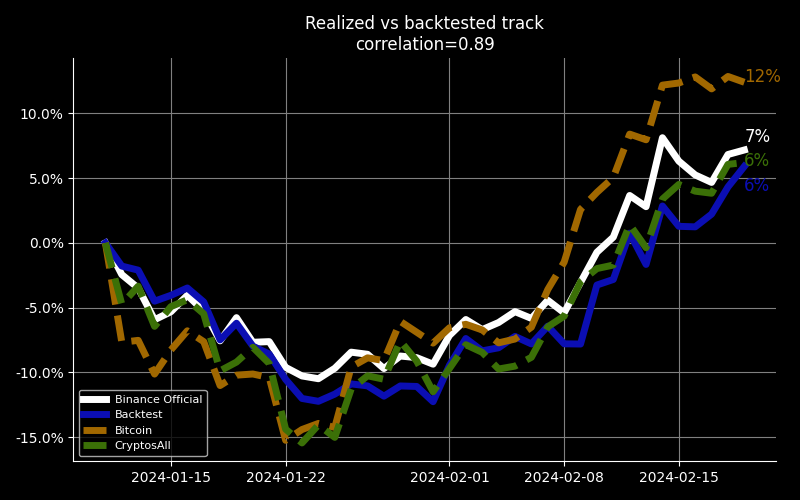 Realized vs backtested track
correlation=0.89
12%
10.0%
7%
6%
5.0%
6%
0.0%
-5.0%
-10.0%
-15.0%
Binance Official
Backtest
Bitcoin
CryptosAll
2024-01-15
2024-01-22
2024-02-01
2024-02-08
2024-02-15